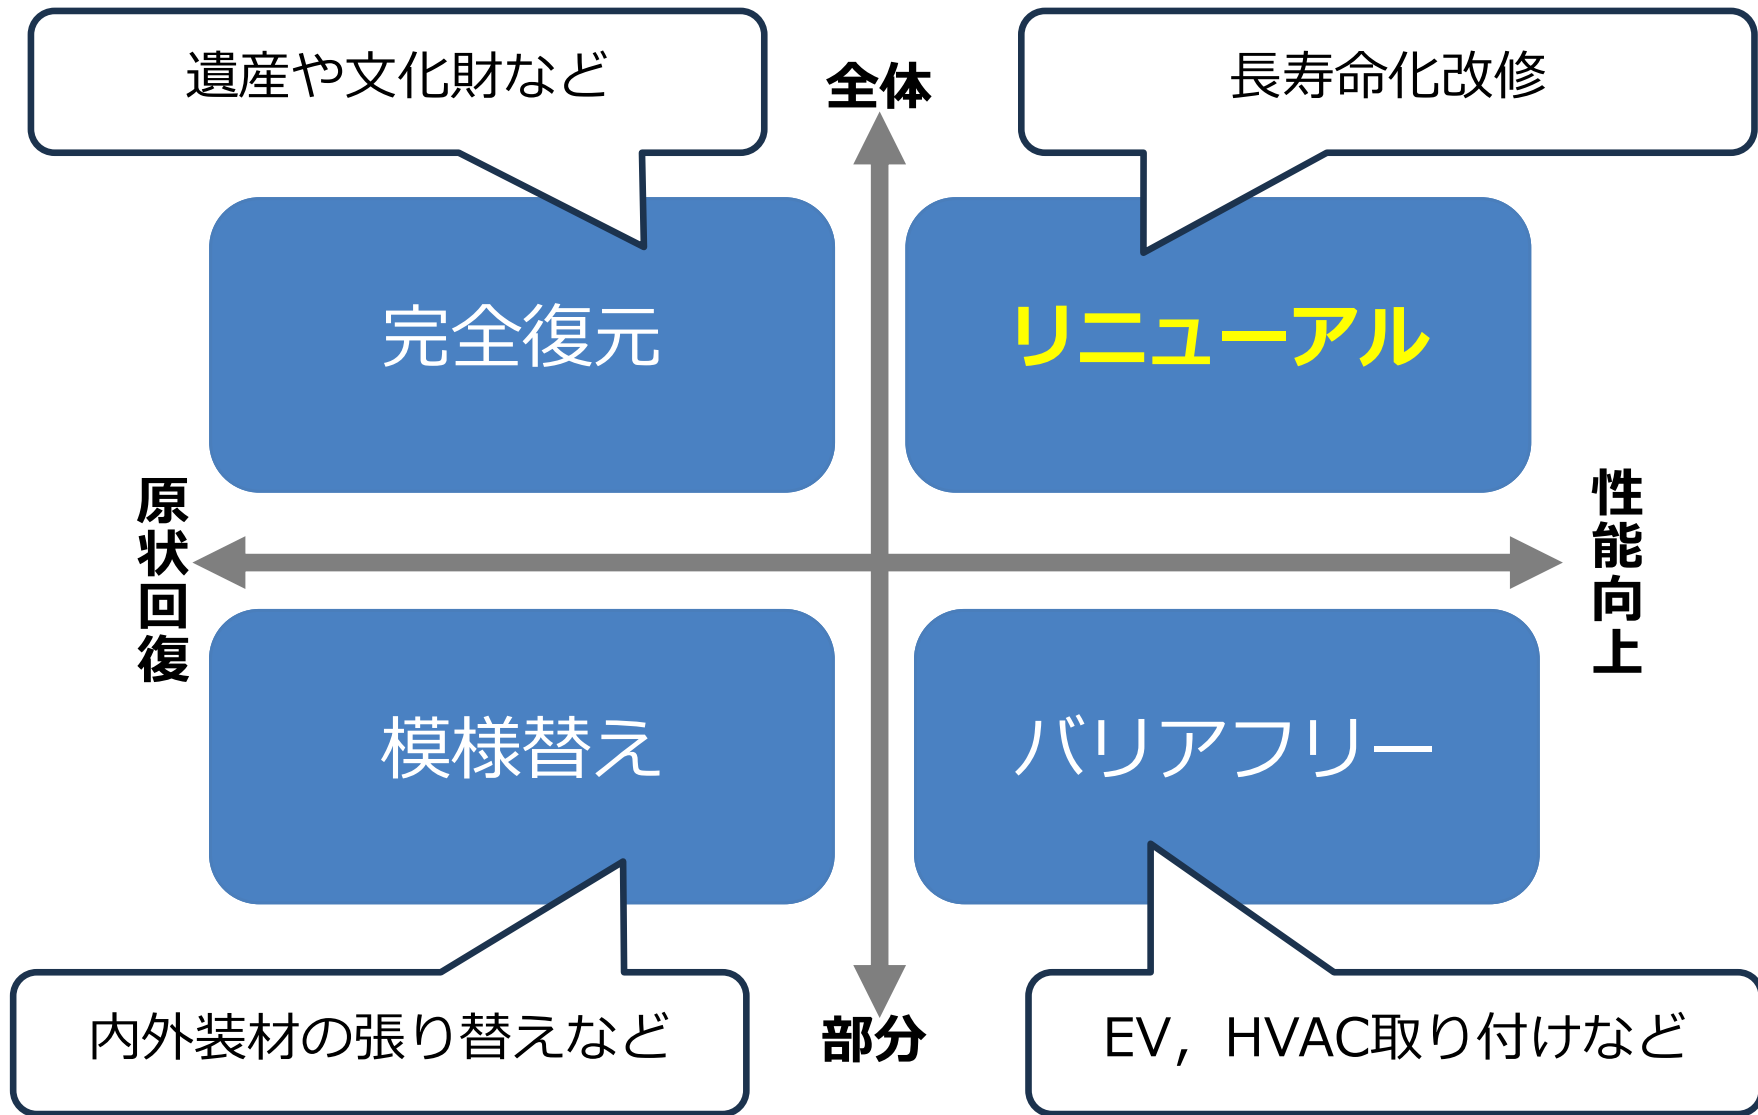 遺産や文化財など
全体
長寿命化改修
完全復元
リニューアル
原状回復
性能向上
模様替え
バリアフリー
内外装材の張り替えなど
部分
EV，HVAC取り付けなど